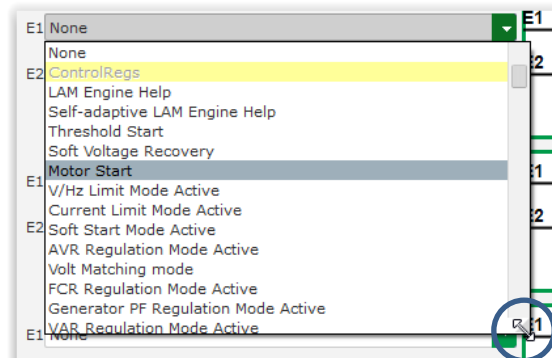 E1 None E1
None
E2 ControlRegs E2
LAM Engine Help
Self-adaptive LAM Engine Help
Threshold Start
Soft Voltage Recovery
Motor Start
E1 V/Hz Limit Mode Active E1
Current Limit Mode Active
E2 Soft Start Mode Active E2
AVR Regulation Mode Active
Volt Matching mode
FCR Regulation Mode Active
Generator PF Regulation Mode Active
VAR Regulation Mode Active
E1 None E1